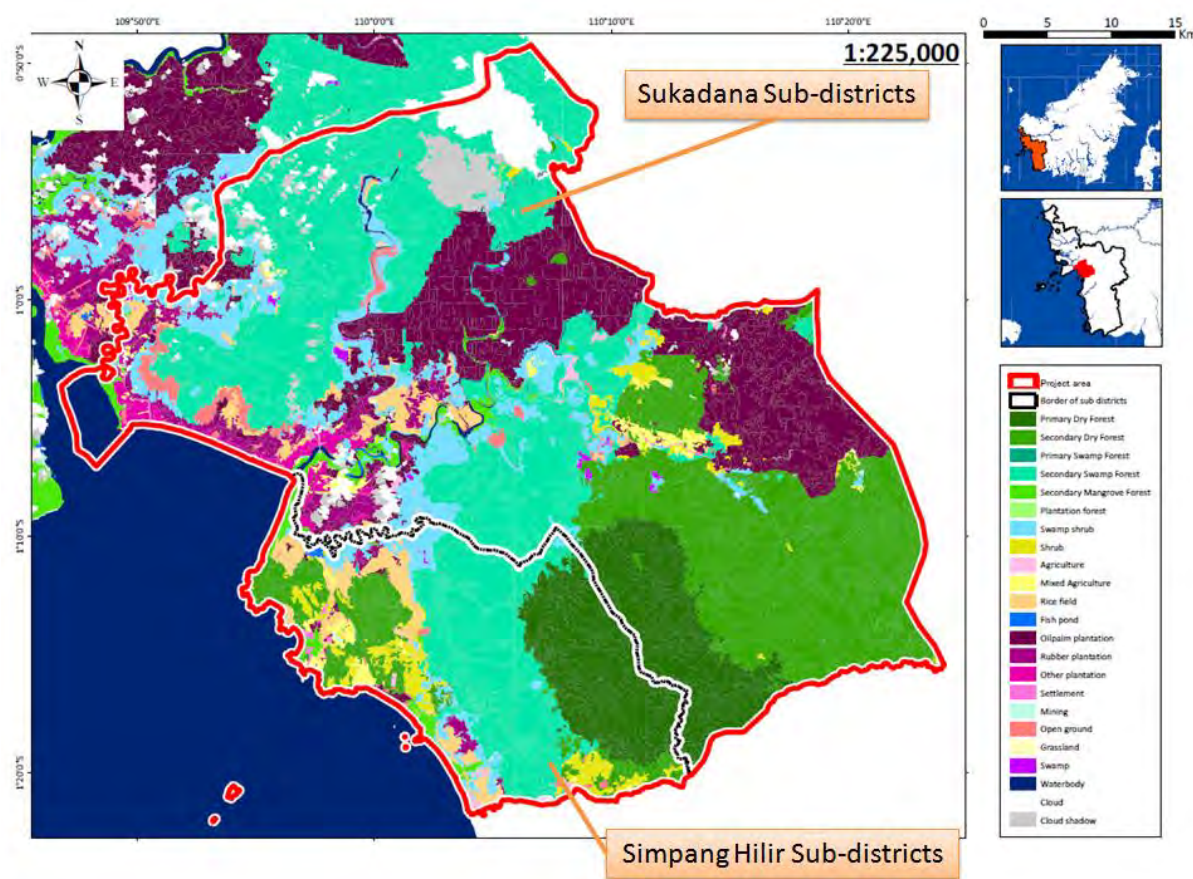 109°50'0"E
110°0'0"E
110°10'0"E
110°20'0"E
0°50'0"S
1°0'0"S
1°10'0"S
1°20'0"S
N
W E
S
1:225,000
0 5 10 15
Km
Sukadana Sub-districts
Simpang Hilir Sub-districts
Project area
Border of sub districts
Primary Dry Forest
Secondary Dry Forest
Primary Swamp Forest
Secondary Swamp Forest
Secondary Mangrove Forest
Plantation forest
Swamp shrub
Shrub
Agriculture
Mixed Agriculture
Rice field
Fish pond
Oilpalm plantation
Rubber plantation
Other plantation
Settlement
Mining
Open ground
Grassland
Swamp
Waterbody
Cloud
Cloud shadow